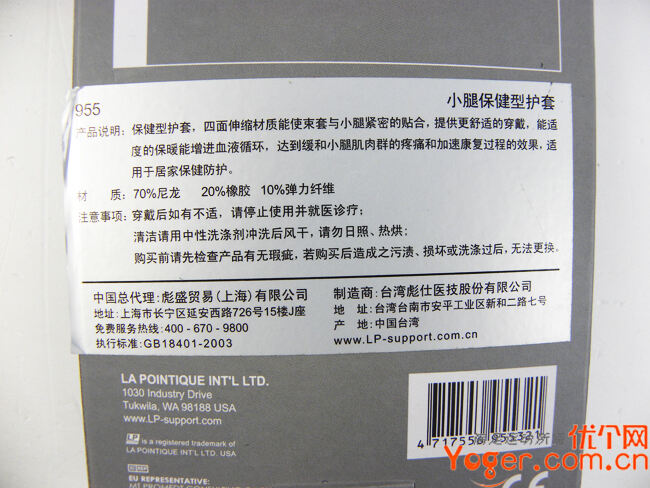 955
小腿保健型护套
产品说明：保健型护套，四面伸缩材质能使束套与小腿紧密的贴合，提供更舒适的穿戴，能适
度的保暖能增进血液循环，达到缓和小腿肌肉群的疼痛和加速康复过程的效果，适
用于居家保健防护。
材 质：70%尼龙 20%橡胶 10%弹力纤维
注意事项：穿戴后如有不适，请停止使用并就医诊疗；
清洁请用中性洗涤剂冲洗后风干，请勿日照、热烘；
购买前请先检查产品有无瑕疵，若购买后造成之污渍、损坏或洗涤过后，无法更换。
中国总代理：彪盛贸易(上海)有限公司
地址：上海市长宁区延安西路726号15楼J座
免费服务热线：400-670-9800
执行标准：GB18401-2003
制造商：台湾彪仕医技股份有限公司
地 址：台湾台南市安平工业区新和二路七号
产 地：中国台湾
www.LP-support.com.cn
LA POINTIQUE INT'L LTD.
1030 Industry Drive
Tukwila, WA 98188 USA
www.LP-support.com
LP is a registered trademark of
LA POINTIQUE INT'L LTD. USA
EC REP
EU REPRESENTATIVE:
4 717556 955321
优个网
Yoger.com.cn